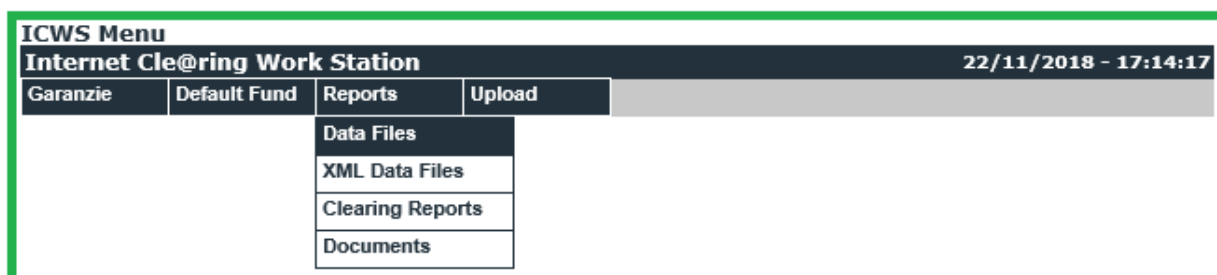 ICWS Menu
Internet Cle@ring Work Station 22/11/2018 - 17:14:17
Garanzie Default Fund Reports Upload
Data Files
XML Data Files
Clearing Reports
Documents